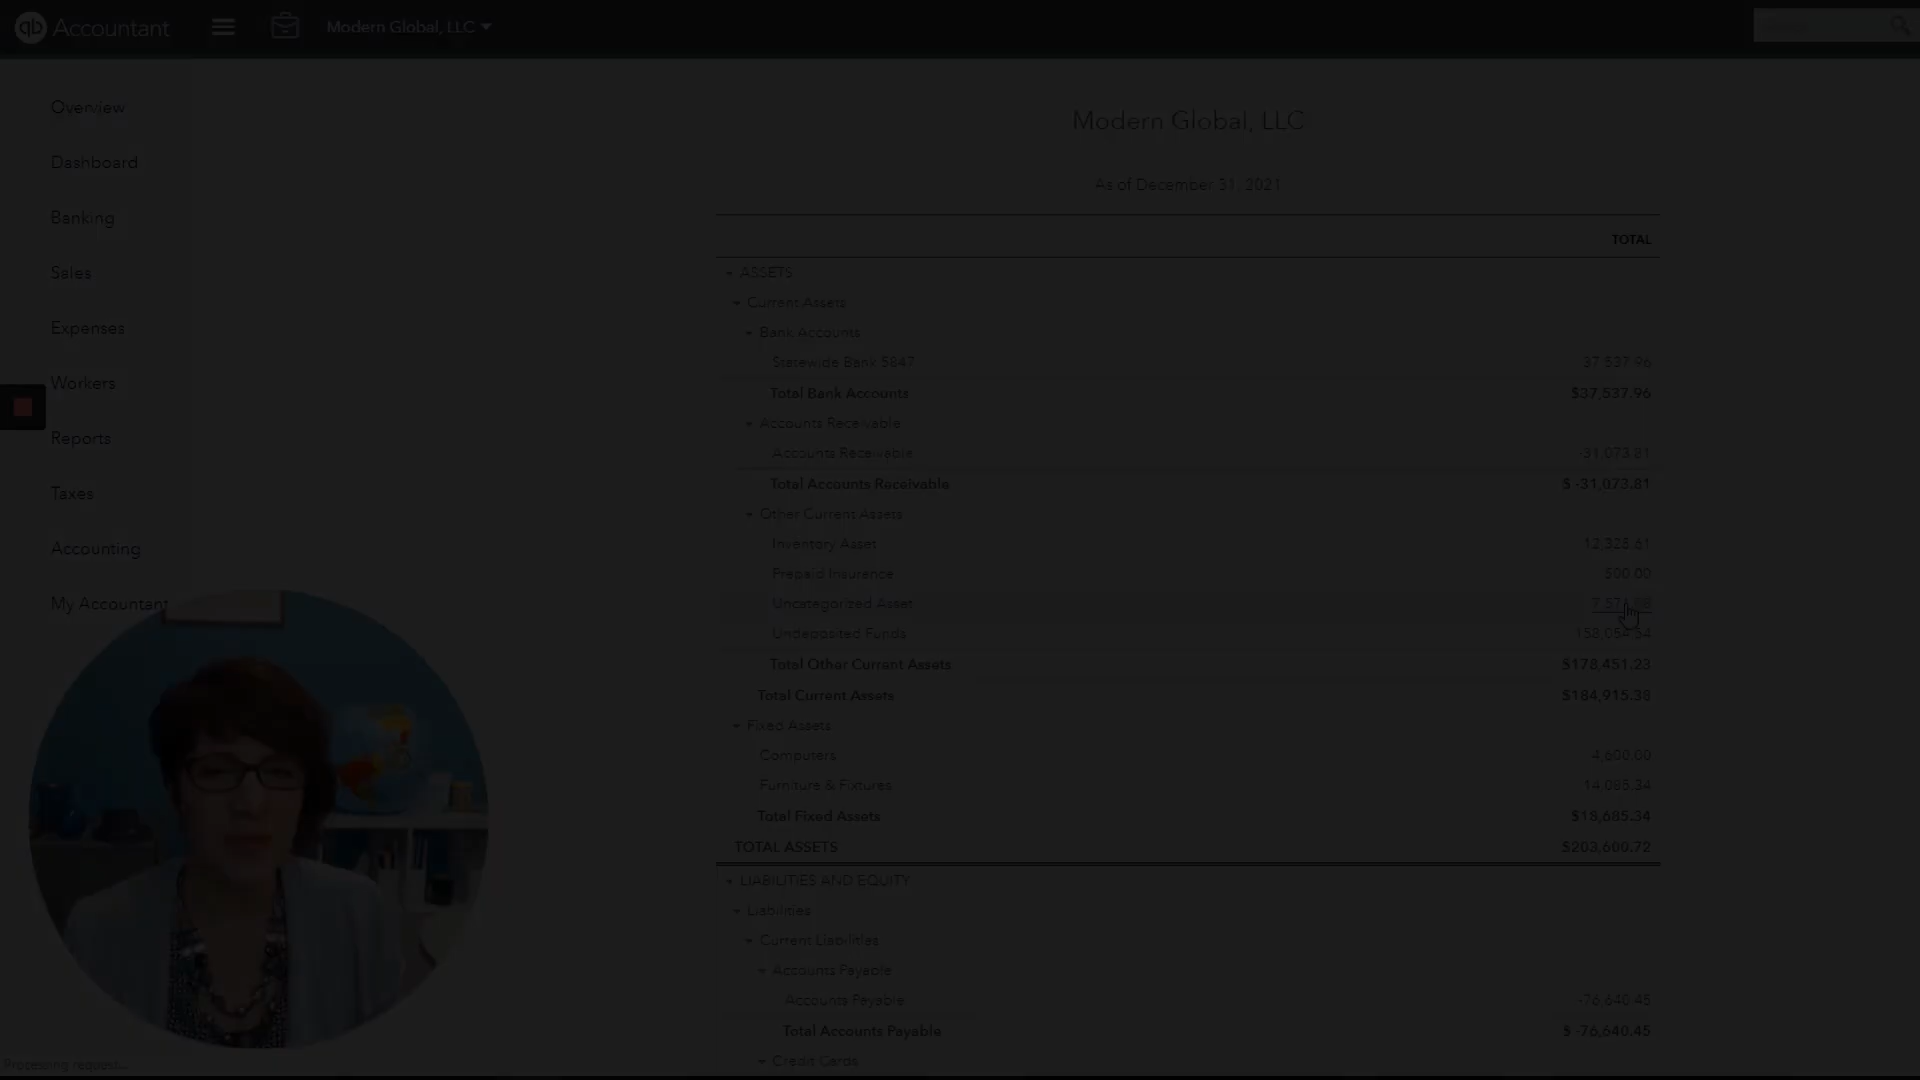 qb Accountant
Modern Global, LLC
Overview
Dashboard
Banking
Sales
Expenses
Workers
Reports
Taxes
Accounting
My Accountant
Modern Global, LLC
As of December 31, 2021
TOTAL
ASSETS
Current Assets
Bank Accounts
Statewide Bank 5847 37,537.96
Total Bank Accounts $37,537.96
Accounts Receivable
Accounts Receivable -31,073.81
Total Accounts Receivable $ -31,073.81
Other Current Assets
Inventory Asset 12,325.61
Prepaid Insurance 500.00
Uncategorized Asset
Undeposited Funds
Total Other Current Assets $178,451.23
Total Current Assets $184,915.38
Fixed Assets
Computers 4,600.00
Furniture & Fixtures 14,085.34
Total Fixed Assets $18,685.34
TOTAL ASSETS $203,600.72
LIABILITIES AND EQUITY
Liabilities
Current Liabilities
Accounts Payable
Accounts Payable -76,640.45
Total Accounts Payable $ -76,640.45
Credit Cards
Processing request...